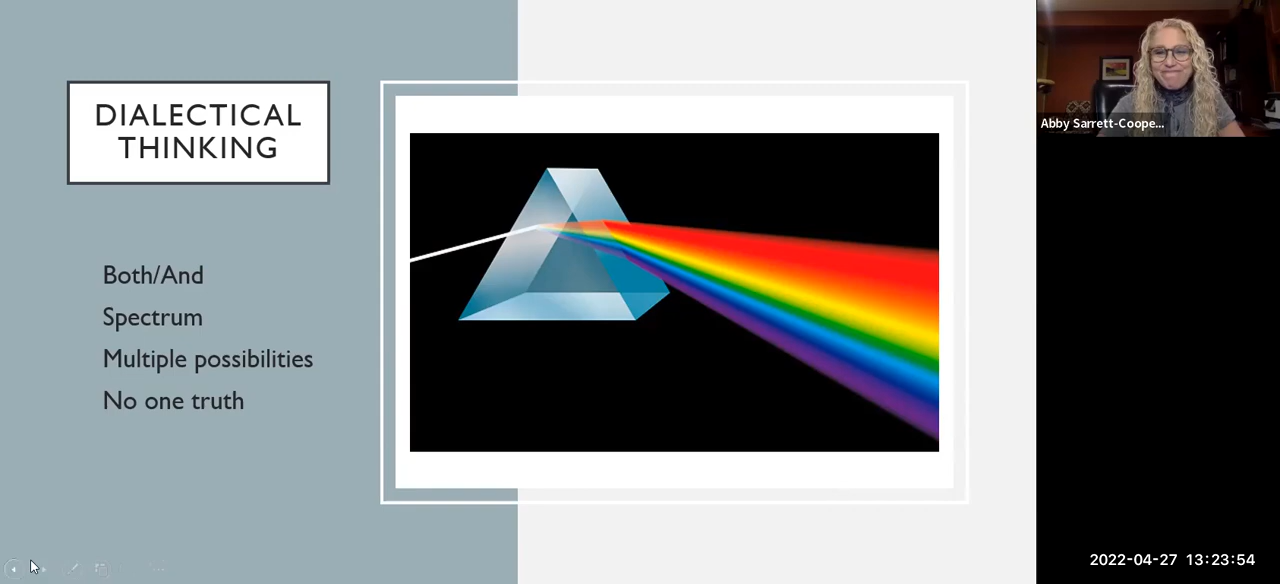 DIALECTICAL
THINKING
Both/And
Spectrum
Multiple possibilities
No one truth
Abby Sarrett-Coope...
2022-04-27 13:23:54